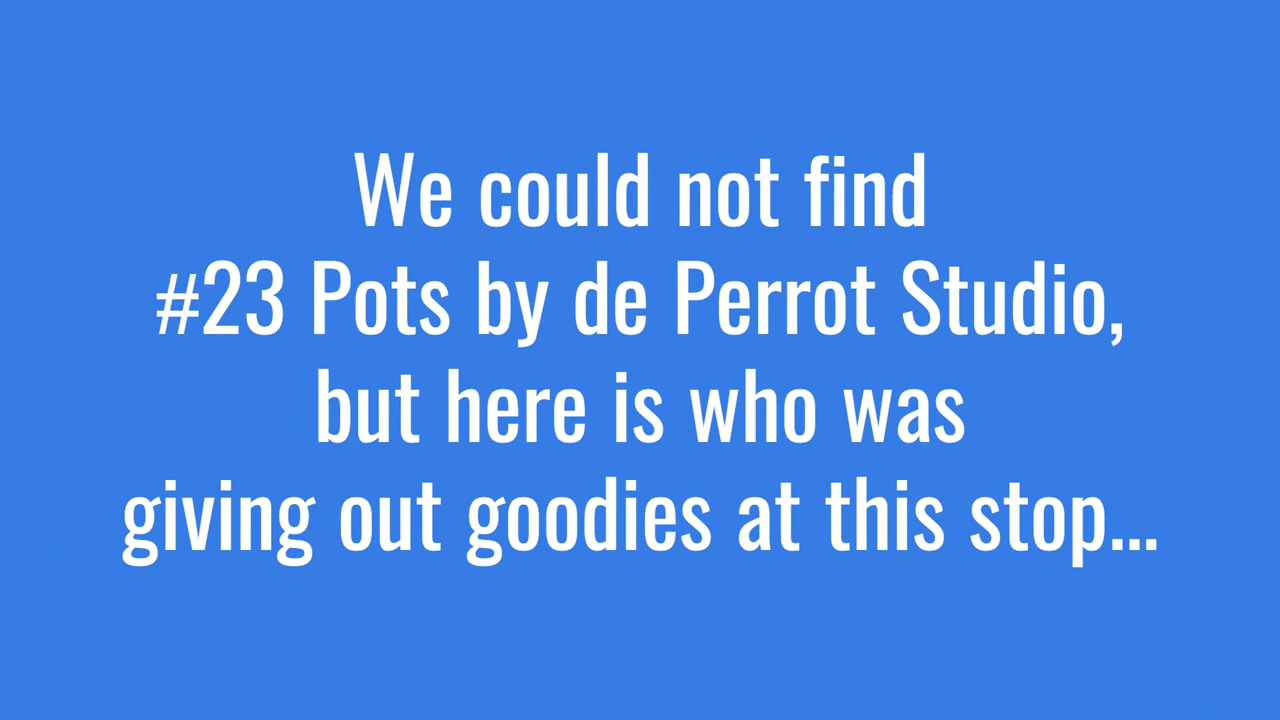 We could not find
#23 Pots by de Perrot Studio,
but here is who was
giving out goodies at this stop...